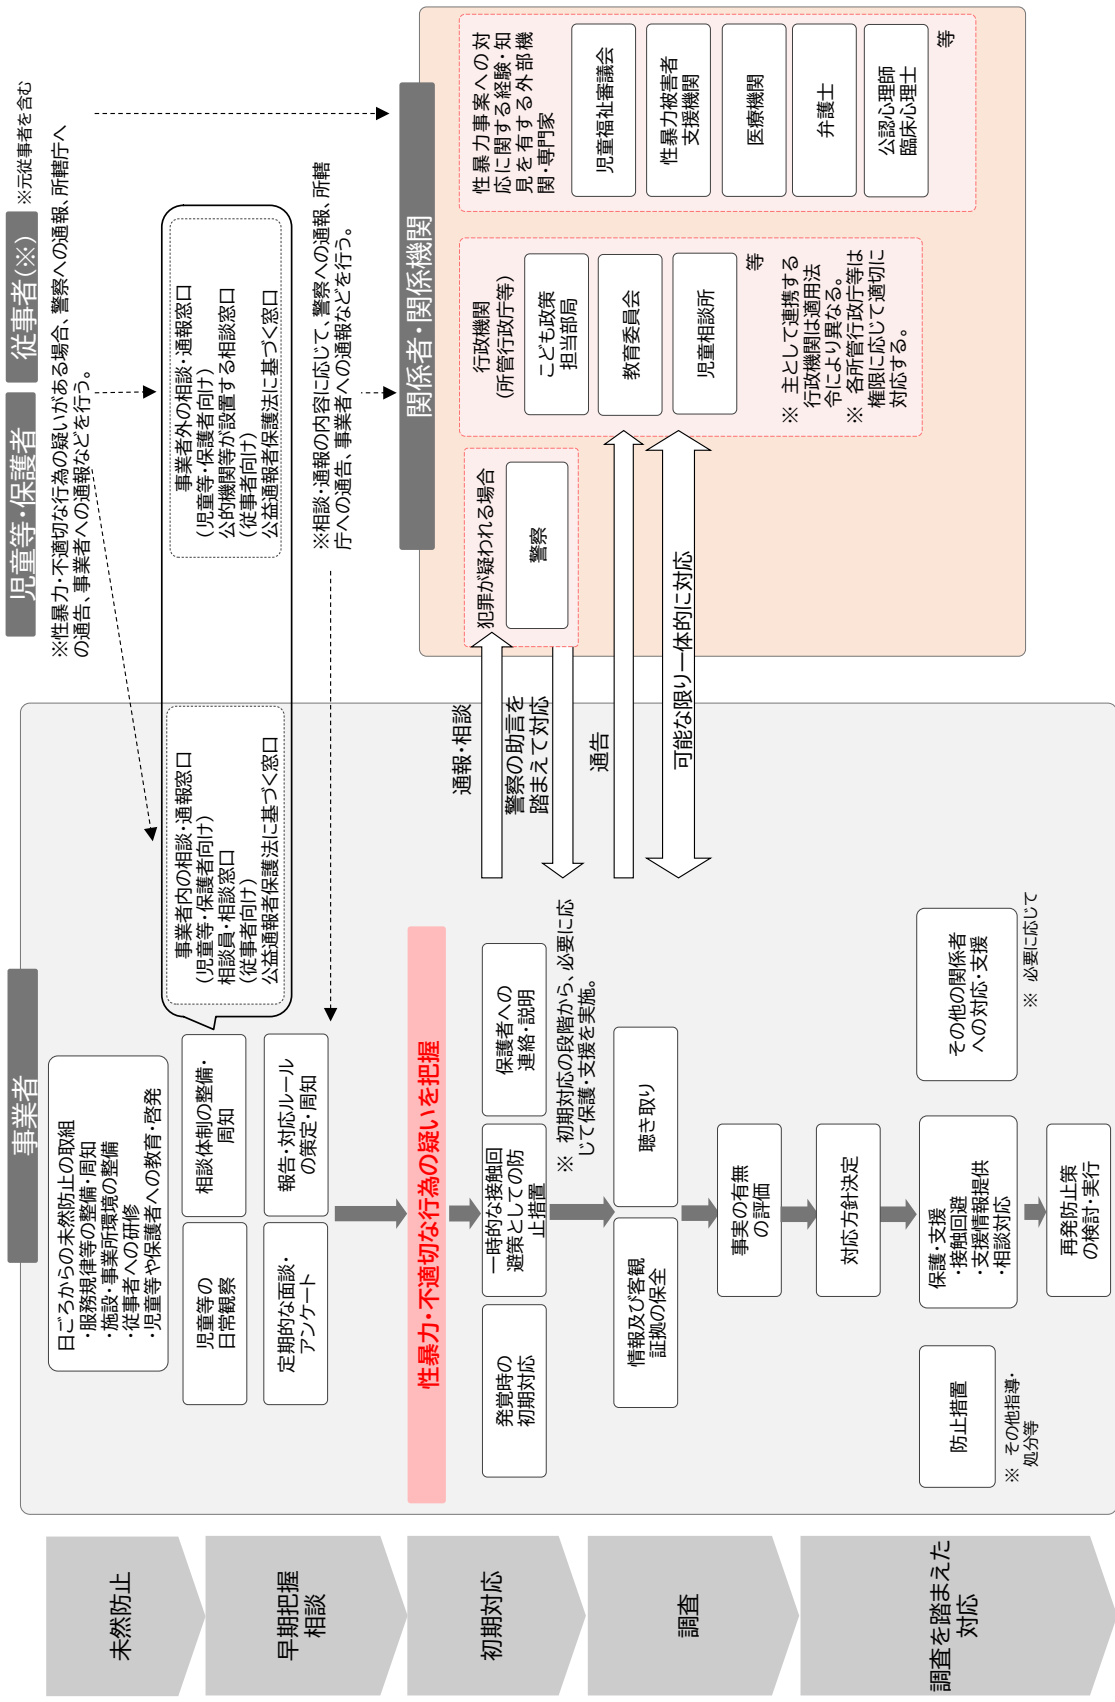 事業者
児童等・保護者
従事者(※)
※元従事者を含む
※性暴力・不適切な行為の疑いがある場合、警察への通報、所轄庁へ
の通告、事業者への通報などを行う。
未然防止
日ごろからの未然防止の取組
・服務規律等の整備・周知
・施設・事業所環境の整備
・従事者への研修
・児童等や保護者への教育・啓発
早期把握
相談
児童等の
日常観察
相談体制の整備・
周知
定期的な面談・
アンケート
報告・対応ルール
の策定・周知
事業者内の相談・通報窓口
(児童等・保護者向け)
相談員・相談窓口
(従事者向け)
公益通報者保護法に基づく窓口
事業者外の相談・通報窓口
(児童等・保護者向け)
公的機関等が設置する相談窓口
(従事者向け)
公益通報者保護法に基づく窓口
※相談・通報の内容に応じて、警察への通報、所轄
庁への通告、事業者への通報などを行う。
性暴力・不適切な行為の疑いを把握
初期対応
発覚時の
初期対応
一時的な接触回
避策としての防
止措置
保護者への
連絡・説明
※ 初期対応の段階から、必要に応
じて保護・支援を実施。
通報・相談
警察の助言を
踏まえて対応
通告
可能な限り一体的に対応
関係者・関係機関
犯罪が疑われる場合
警察
行政機関
(所管行政庁等)
こども政策
担当部局
教育委員会
児童相談所
等
※ 主として連携する
行政機関は適用法
令により異なる。
※ 各所管行政庁等は
権限に応じて適切に
対応する。
性暴力事案への対
応に関する経験・知
見を有する外部機
関・専門家
児童福祉審議会
性暴力被害者
支援機関
医療機関
弁護士
公認心理師
臨床心理士
等
調査
情報及び客観
証拠の保全
聴き取り
事実の有無
の評価
調査を踏まえた
対応
対応方針決定
防止措置
※ その他指導・
処分等
保護・支援
・接触回避
・支援情報提供
・相談対応
その他の関係者
への対応・支援
※ 必要に応じて
再発防止策
の検討・実行